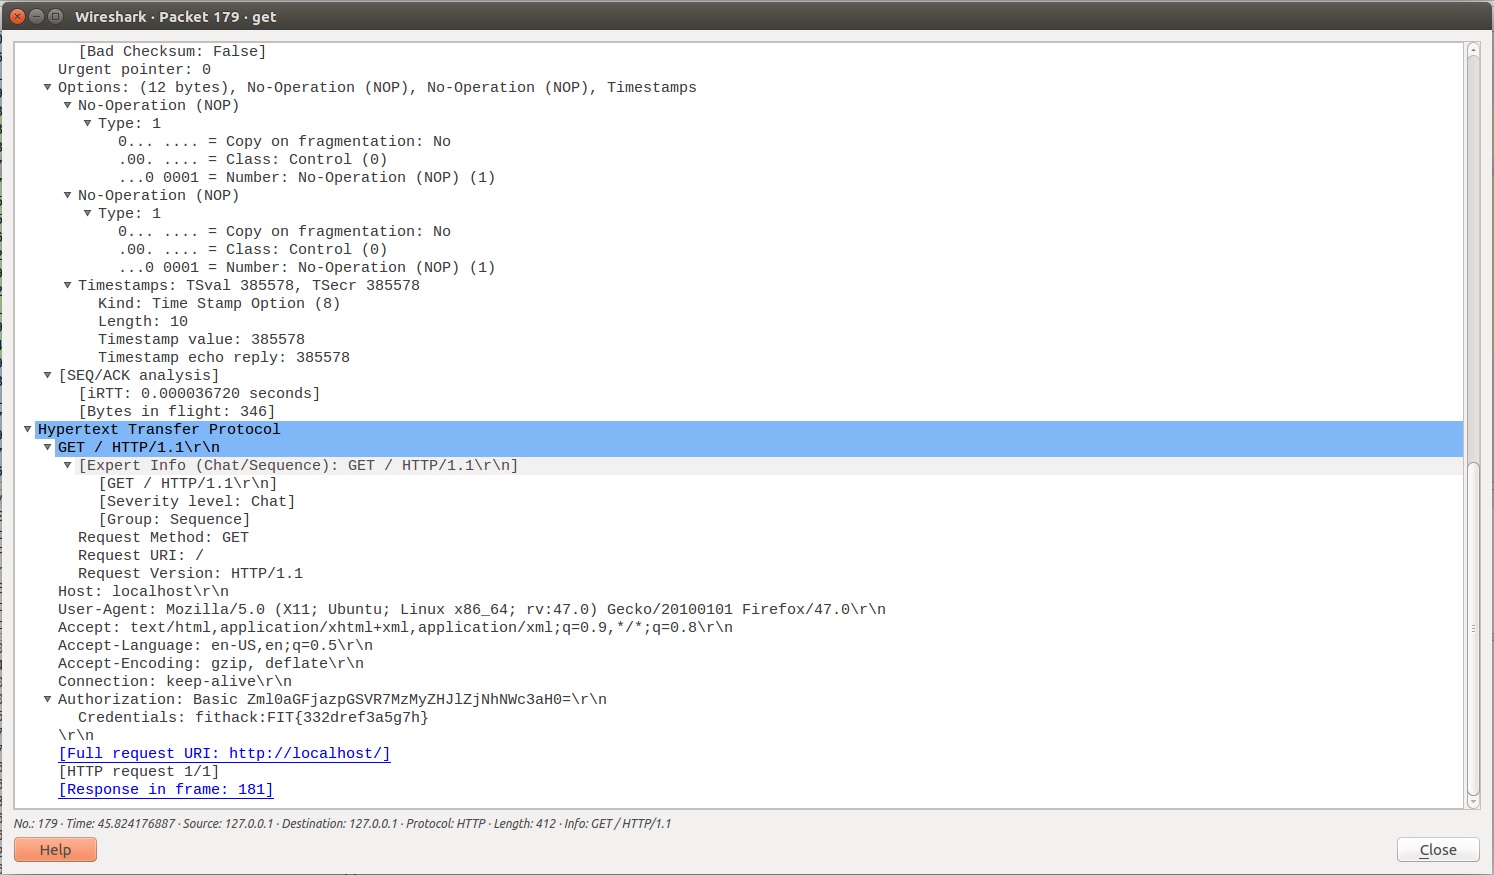 Wireshark · Packet 179 · get
[Bad Checksum: False]
Urgent pointer: 0
Options: (12 bytes), No-Operation (NOP), No-Operation (NOP), Timestamps
No-Operation (NOP)
Type: 1
0... .... = Copy on fragmentation: No
.00. .... = Class: Control (0)
...0 0001 = Number: No-Operation (NOP) (1)
No-Operation (NOP)
Type: 1
0... .... = Copy on fragmentation: No
.00. .... = Class: Control (0)
...0 0001 = Number: No-Operation (NOP) (1)
Timestamps: TSval 385578, TSecr 385578
Kind: Time Stamp Option (8)
Length: 10
Timestamp value: 385578
Timestamp echo reply: 385578
[SEQ/ACK analysis]
[iRTT: 0.000036720 seconds]
[Bytes in flight: 346]
Hypertext Transfer Protocol
GET / HTTP/1.1\r\n
[Expert Info (Chat/Sequence): GET / HTTP/1.1\r\n]
[GET / HTTP/1.1\r\n]
[Severity level: Chat]
[Group: Sequence]
Request Method: GET
Request URI: /
Request Version: HTTP/1.1
Host: localhost\r\n
User-Agent: Mozilla/5.0 (X11; Ubuntu; Linux x86_64; rv:47.0) Gecko/20100101 Firefox/47.0\r\n
Accept: text/html,application/xhtml+xml,application/xml;q=0.9,*/*;q=0.8\r\n
Accept-Language: en-US,en;q=0.5\r\n
Accept-Encoding: gzip, deflate\r\n
Connection: keep-alive\r\n
Authorization: Basic Zml0aGFjazpGSVR7MzMyZHJlZjNhNWc3aH0=\r\n
Credentials: fithack:FIT{332dref3a5g7h}
\r\n
[Full request URI: http://localhost/]
[HTTP request 1/1]
[Response in frame: 181]
No.: 179 · Time: 45.824176887 · Source: 127.0.0.1 · Destination: 127.0.0.1 · Protocol: HTTP · Length: 412 · Info: GET / HTTP/1.1
Help
Close